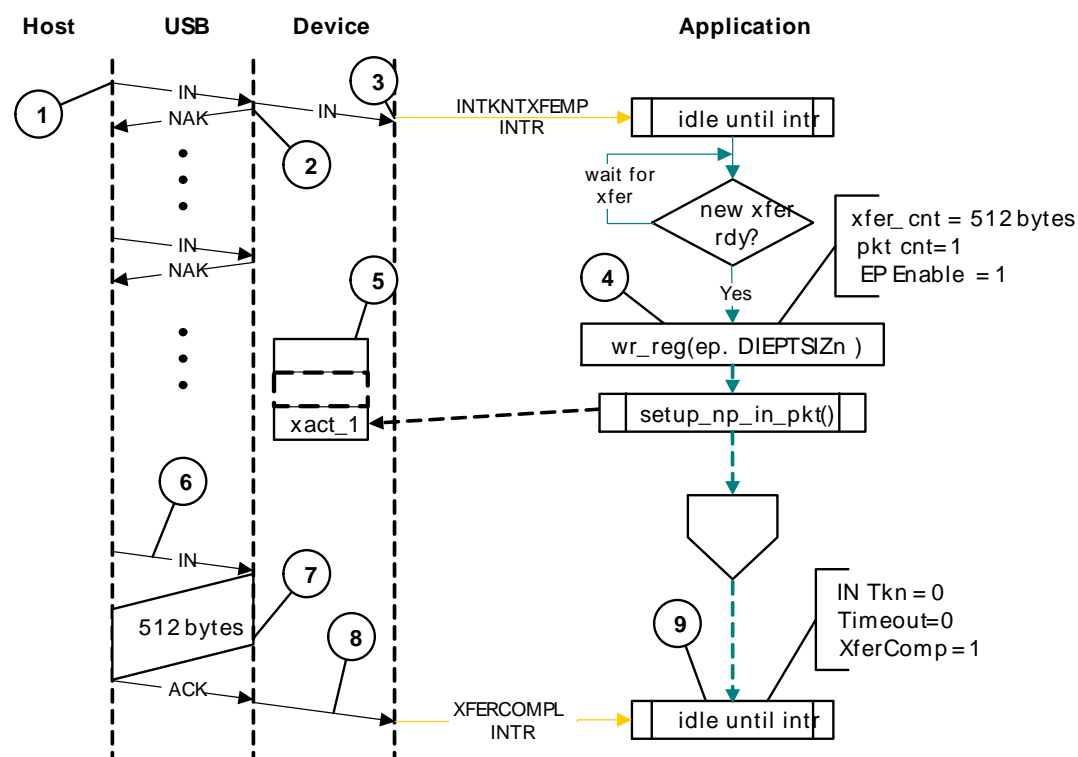 Host USB Device Application
1
IN
NAK
2
IN
3
INTKNTXFEMP
INTR
idle until intr
wait for
xfer
new xfer
rdy?
xfer_cnt = 512 bytes
pkt cnt=1
EP Enable = 1
IN
NAK
Yes
4
5
wr_reg(ep. DIEPTSIZn )
xact_1
setup_np_in_pkt()
6
IN
7
512 bytes
8
ACK
IN Tkn = 0
Timeout=0
XferComp = 1
9
XFERCOMPL
INTR
idle until intr